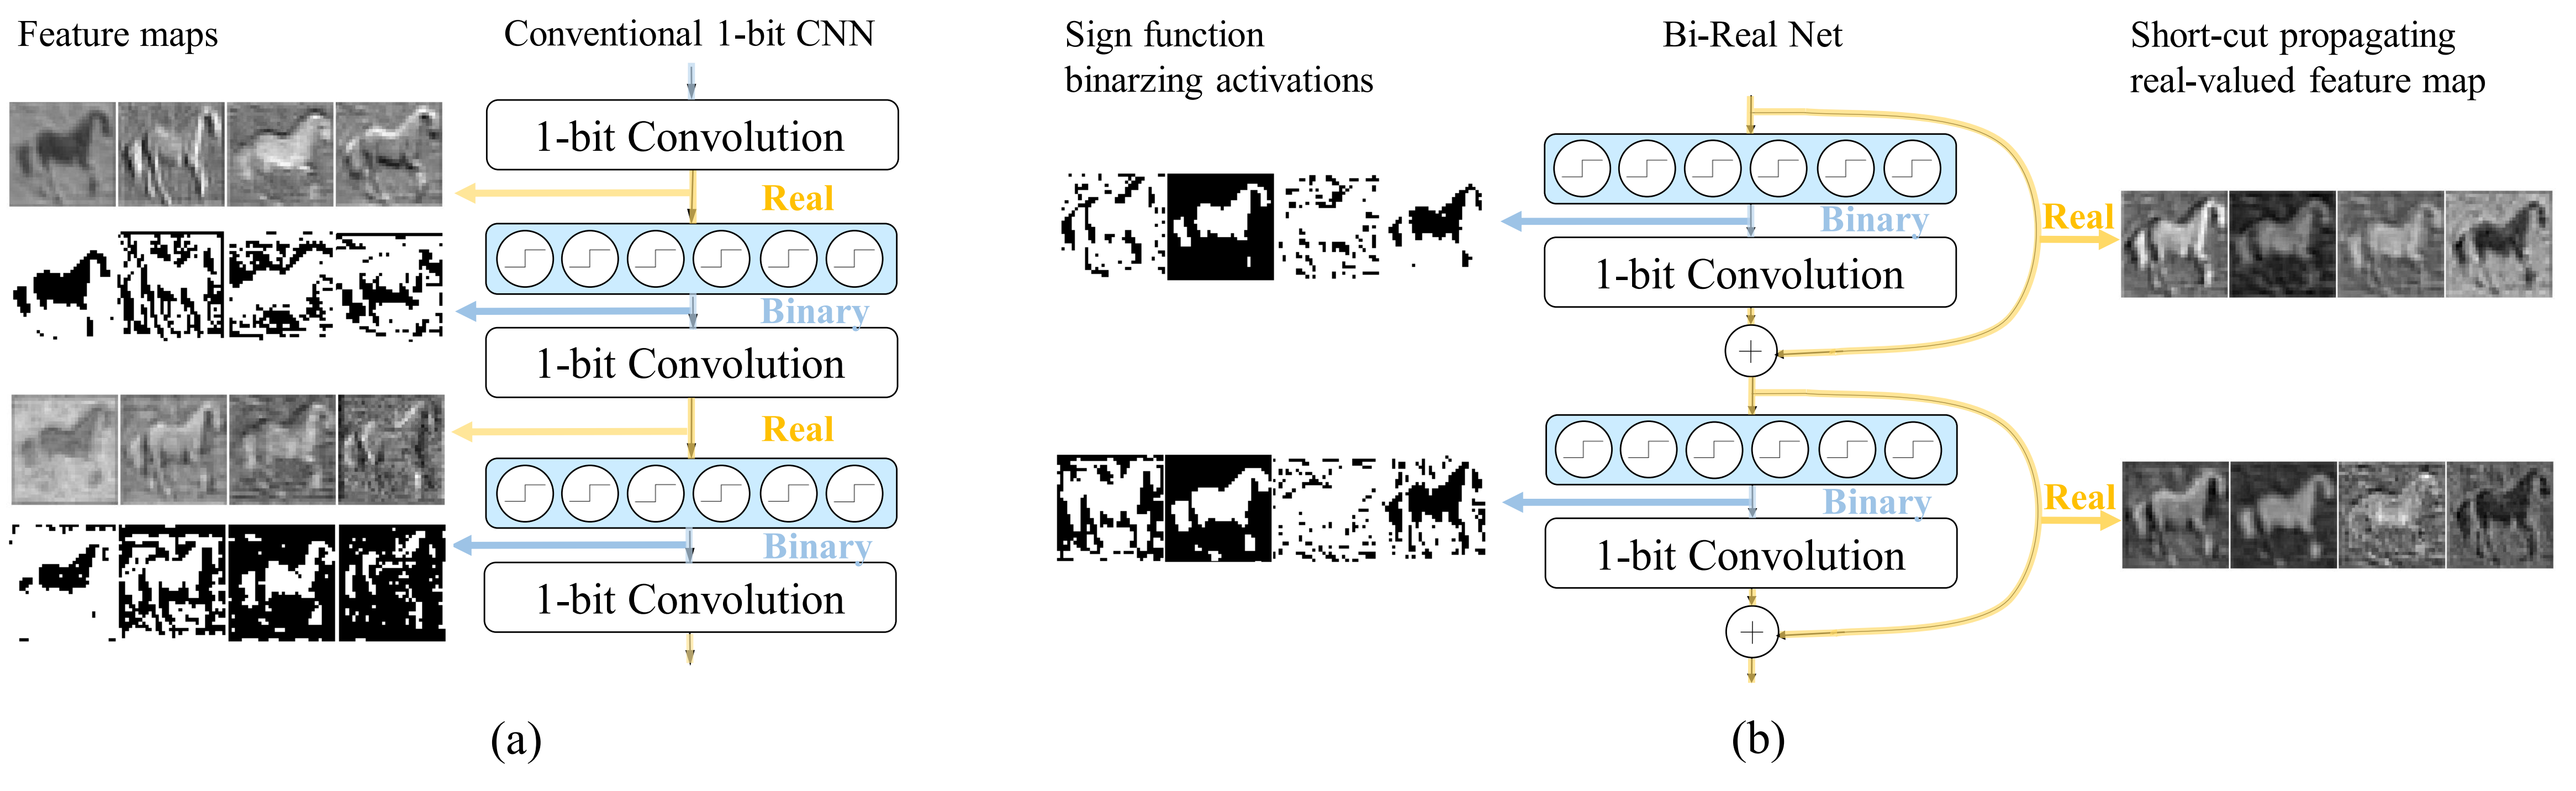 Feature maps
Conventional 1-bit CNN
1-bit Convolution
Real
Binary
1-bit Convolution
Real
Binary
1-bit Convolution
(a)
Sign function
binarzing activations
Bi-Real Net
Short-cut propagating
real-valued feature map
Binary
Real
1-bit Convolution
+
Binary
Real
1-bit Convolution
+
(b)